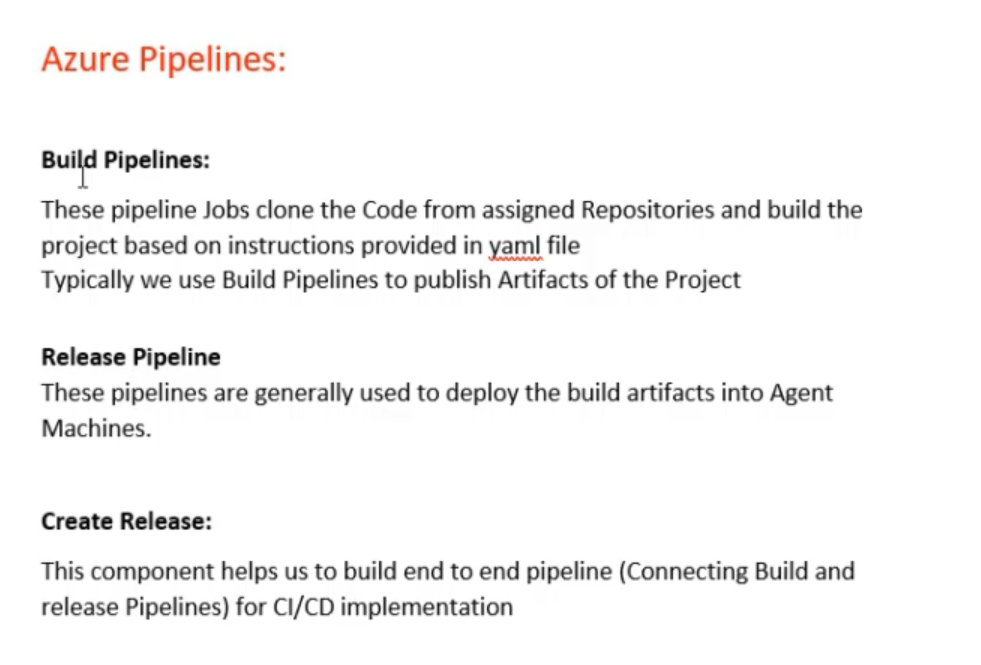 Azure Pipelines:
Build Pipelines:
These pipeline Jobs clone the Code from assigned Repositories and build the
project based on instructions provided in yaml file
Typically we use Build Pipelines to publish Artifacts of the Project
Release Pipeline
These pipelines are generally used to deploy the build artifacts into Agent
Machines.
Create Release:
This component helps us to build end to end pipeline (Connecting Build and
release Pipelines) for CI/CD implementation